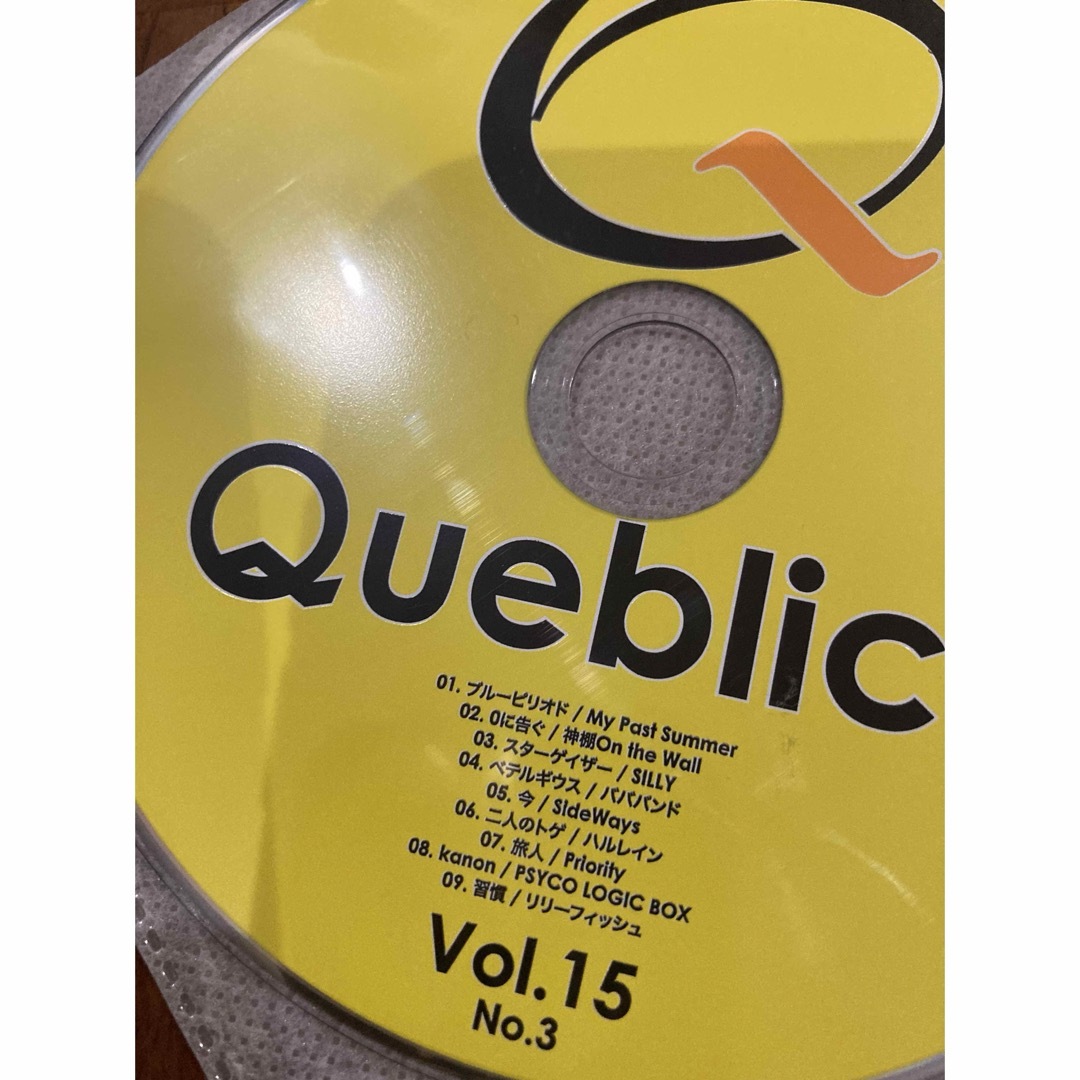 Q
Queblic
01. ブルーピリオド / My Past Summer
02. 0に告ぐ / 神棚On the Wall
03. スターゲイザー / SILLY
04. ベテルギウス / パパバンド
05. 今 / SideWays
06. 二人のトゲ / ハルレイン
07. 旅人 / Priority
08. kanon / PSYCO LOGIC BOX
09. 習慣 / リリーフィッシュ
Vol.15
No.3